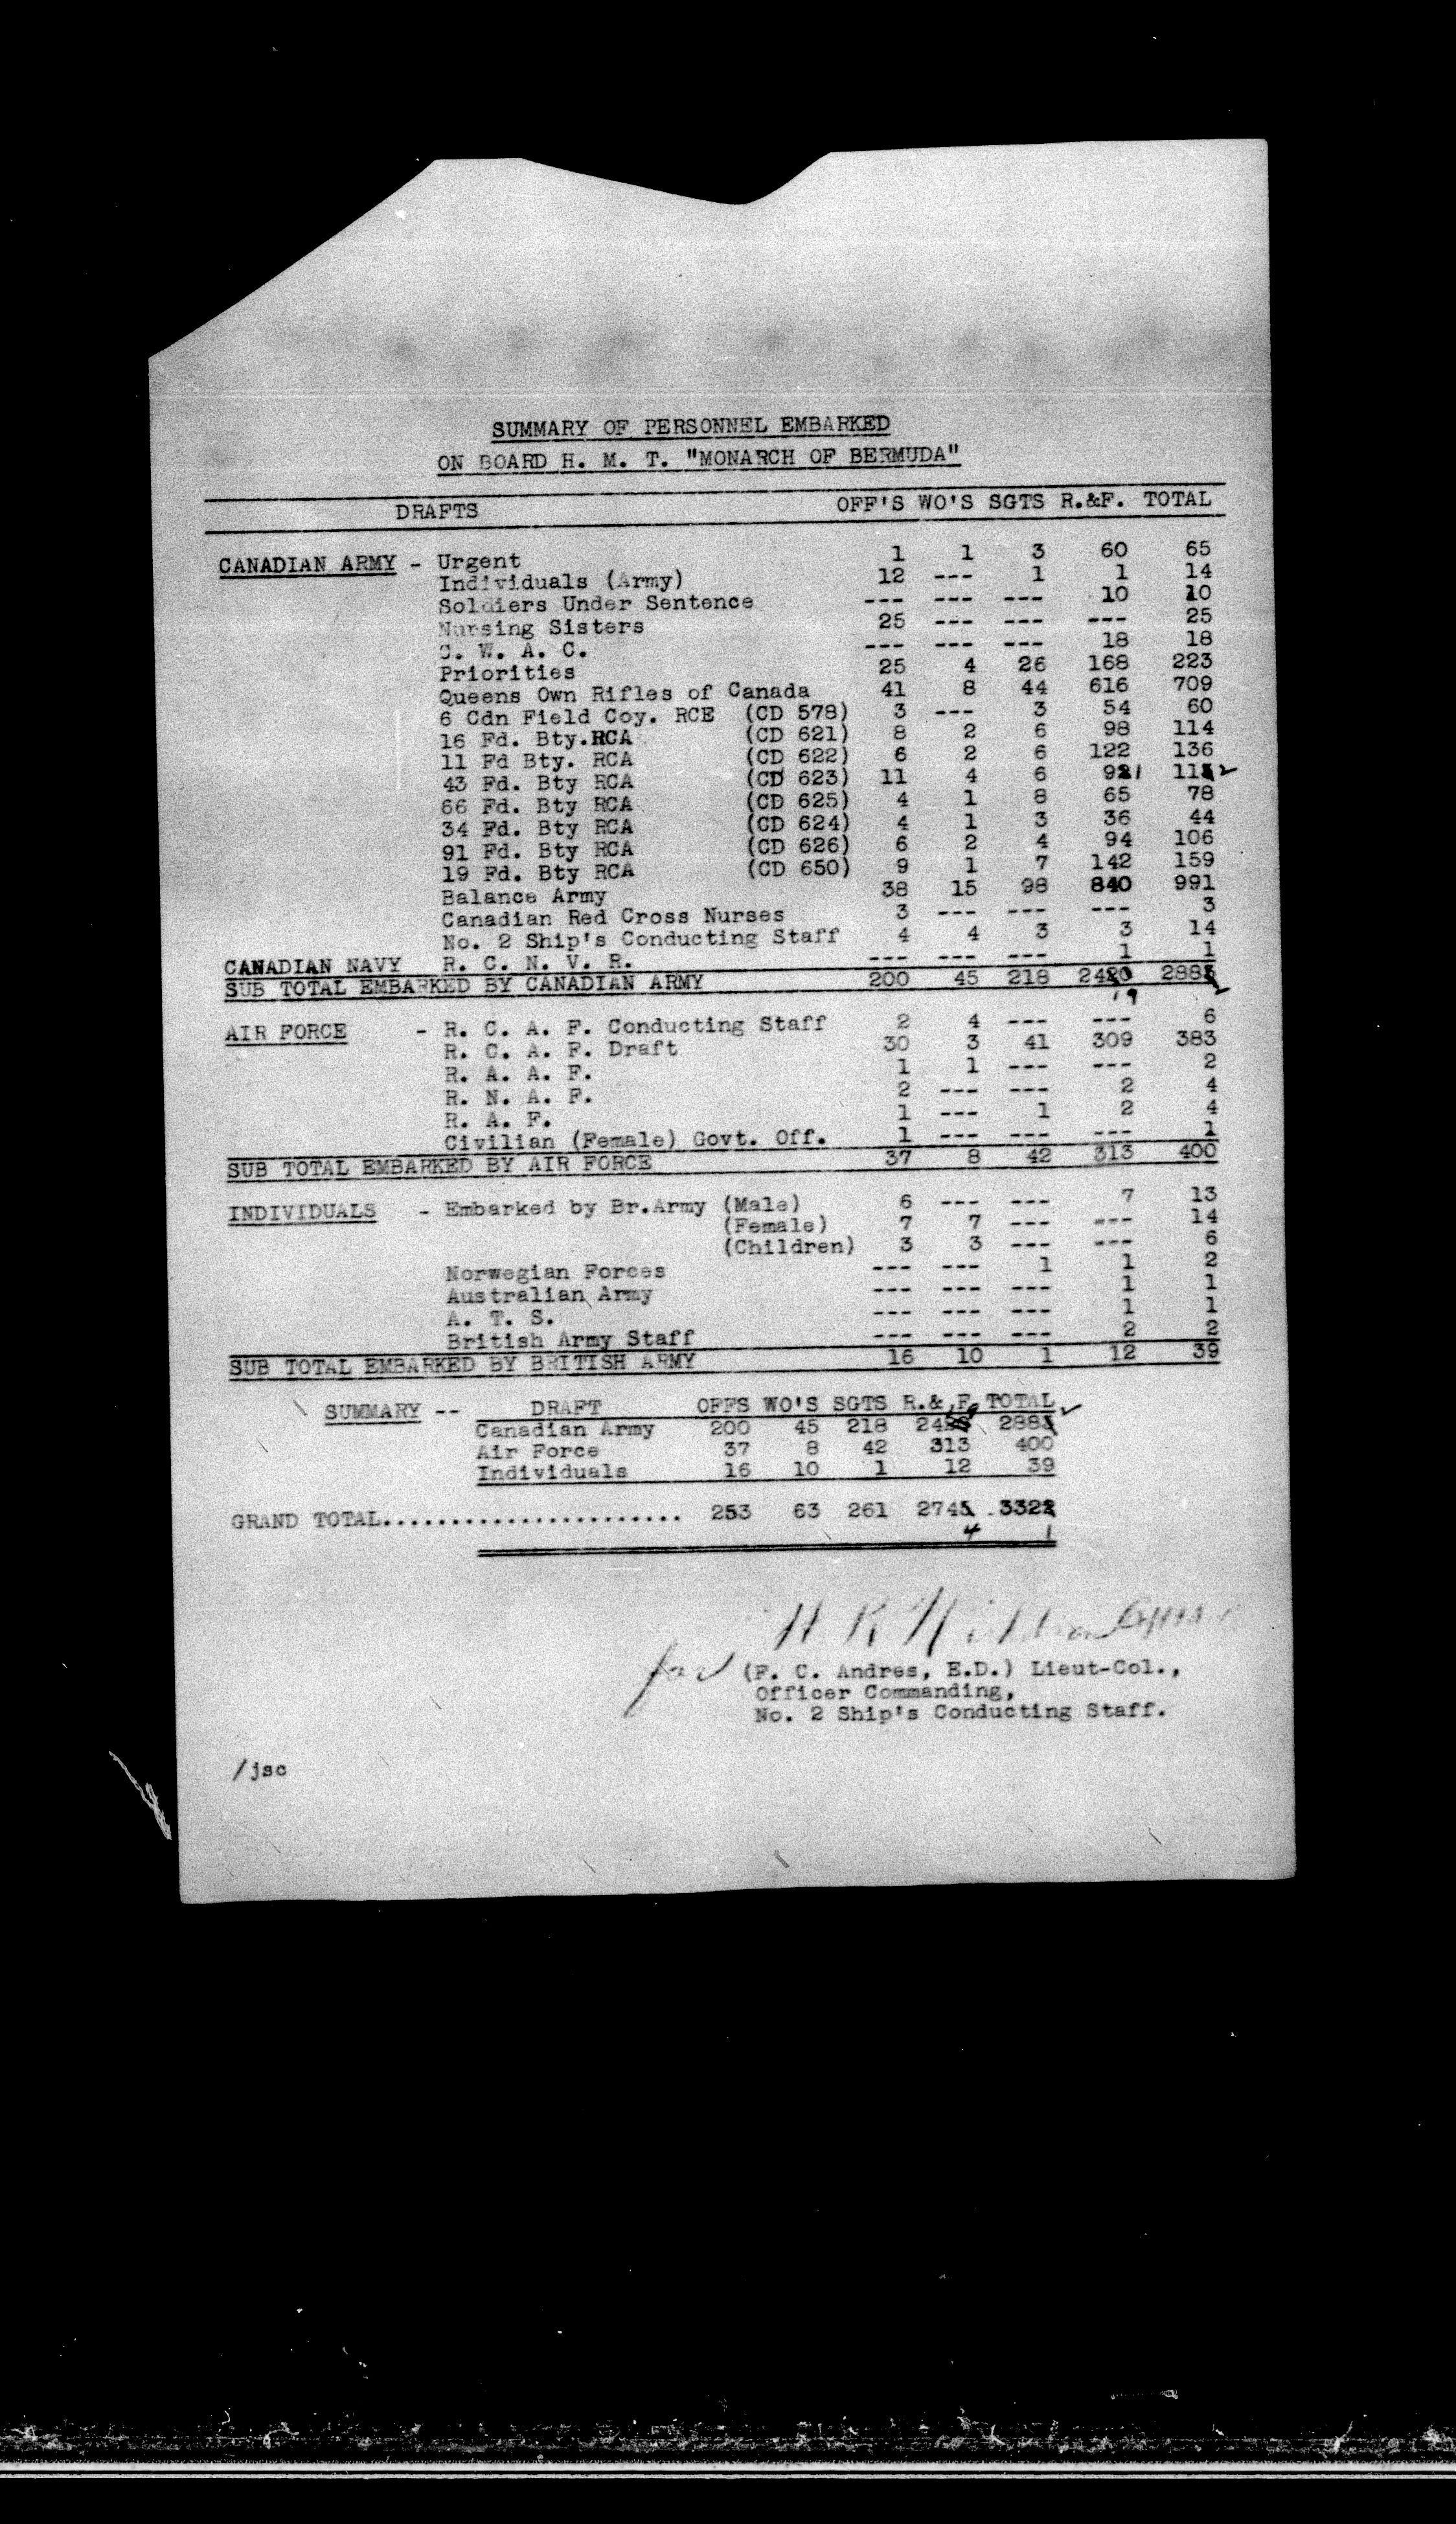 SUMMARY OF PERSONNEL EMBARKED
ON BOARD H. M. T. "MONARCH OF BERMUDA"
DRAFTS OFF'S WO'S SGTS R.&F. TOTAL
CANADIAN ARMY - Urgent 1 1 3 60 65
Individuals (Army) 12 --- 1 1 14
Soldiers Under Sentence --- --- --- 10 10
Nursing Sisters 25 --- --- --- 25
C. W. A. C. --- --- --- 18 18
Priorities 25 4 26 168 223
Queens Own Rifles of Canada 41 8 44 616 709
6 Cdn Field Coy. RCE (CD 578) 3 --- 3 54 60
16 Fd. Bty.RCA (CD 621) 8 2 6 98 114
11 Fd Bty. RCA (CD 622) 6 2 6 122 136
43 Fd. Bty RCA (CD 623) 11 4 6 91 112
66 Fd. Bty RCA (CD 625) 4 1 8 65 78
34 Fd. Bty RCA (CD 624) 4 1 3 36 44
91 Fd. Bty RCA (CD 626) 6 2 4 94 106
19 Fd. Bty RCA (CD 650) 9 1 7 142 159
Balance Army 38 15 98 840 991
Canadian Red Cross Nurses 3 --- --- --- 3
No. 2 Ship's Conducting Staff 4 4 3 3 14
CANADIAN NAVY R. C. N. V. R. --- --- --- 1 1
SUB TOTAL EMBARKED BY CANADIAN ARMY 200 45 218 2420 2883
19 2
AIR FORCE - R. C. A. F. Conducting Staff 2 4 --- --- 6
R. C. A. F. Draft 30 3 41 309 383
R. A. A. F. 1 1 --- --- 2
R. N. A. F. 2 --- --- 2 4
R. A. F. 1 --- 1 2 4
Civilian (Female) Govt. Off. 1 --- --- --- 1
SUB TOTAL EMBARKED BY AIR FORCE 37 8 42 313 400
INDIVIDUALS - Embarked by Br.Army (Male) 6 --- --- 7 13
(Female) 7 7 --- --- 14
(Children) 3 3 --- --- 6
Norwegian Forces --- --- 1 1 2
Australian Army --- --- --- 1 1
A. T. S. --- --- --- 1 1
British Army Staff --- --- --- 2 2
SUB TOTAL EMBARKED BY BRITISH ARMY 16 10 1 12 39
SUMMARY -- DRAFT OFFS WO'S SGTS R.& F. TOTAL
Canadian Army 200 45 218 2419 2882
Air Force 37 8 42 313 400
Individuals 16 10 1 12 39
GRAND TOTAL...................... 253 63 261 2745 3322
4 1
for H R
(F. C. Andres, E.D.) Lieut-Col.,
Officer Commanding,
No. 2 Ship's Conducting Staff.
/jsc